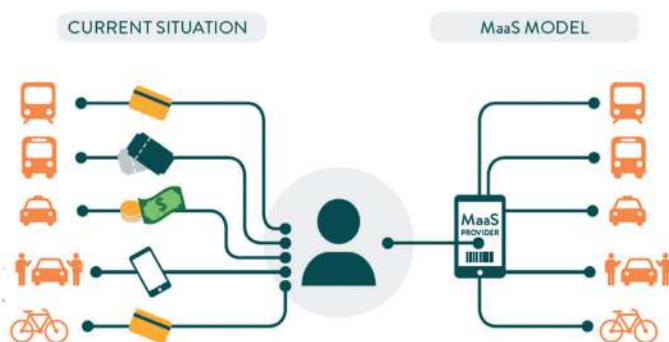 CURRENT SITUATION
MaaS MODEL
$
MaaS
PROVIDER